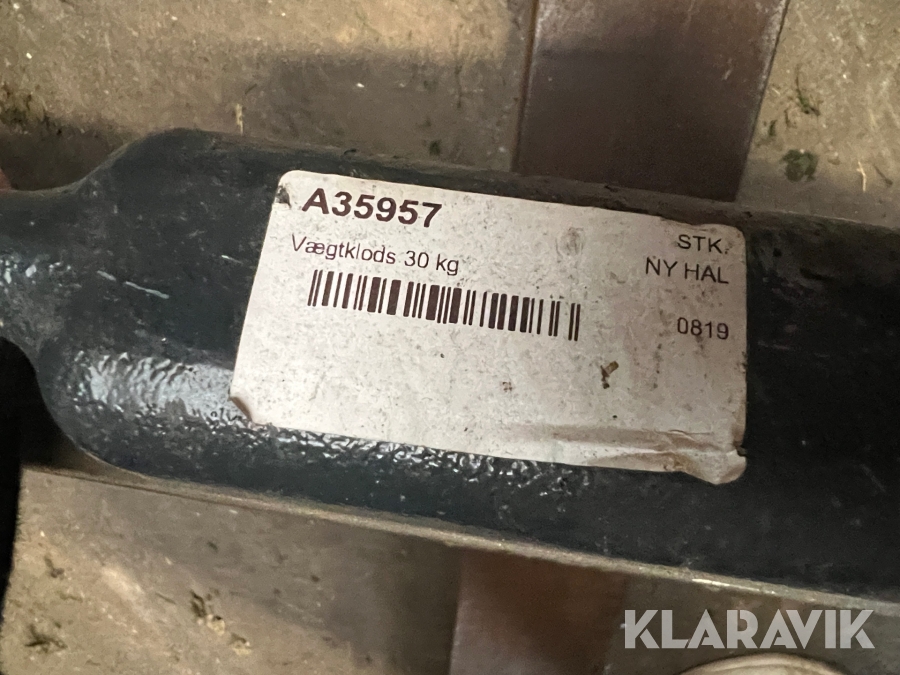 A35957
Vægtklods 30 kg
STK.
NY HAL
0819
KLARAVIK